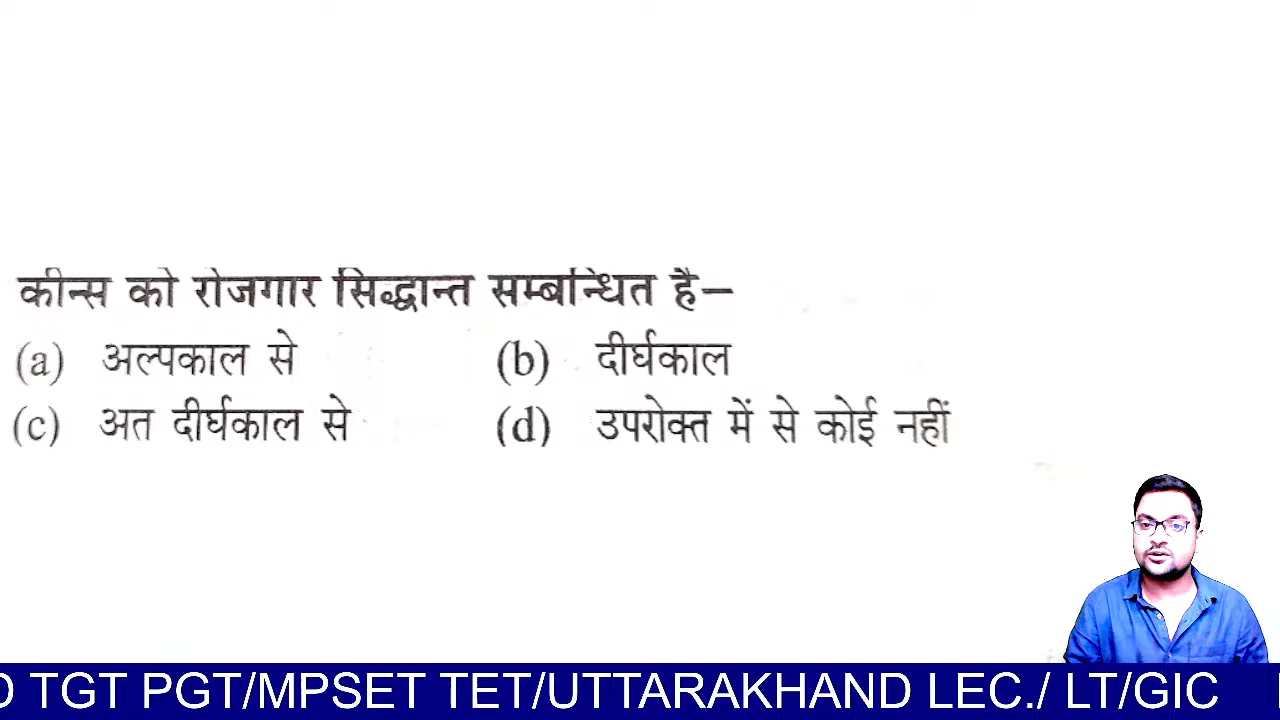 कीन्स को रोजगार सिद्धान्त सम्बन्धित है–
(a) अल्पकाल से (b) दीर्घकाल
(c) अत दीर्घकाल से (d) उपरोक्त में से कोई नहीं
TGT PGT/MPSET TET/UTTARAKHAND LEC./ LT/GIC